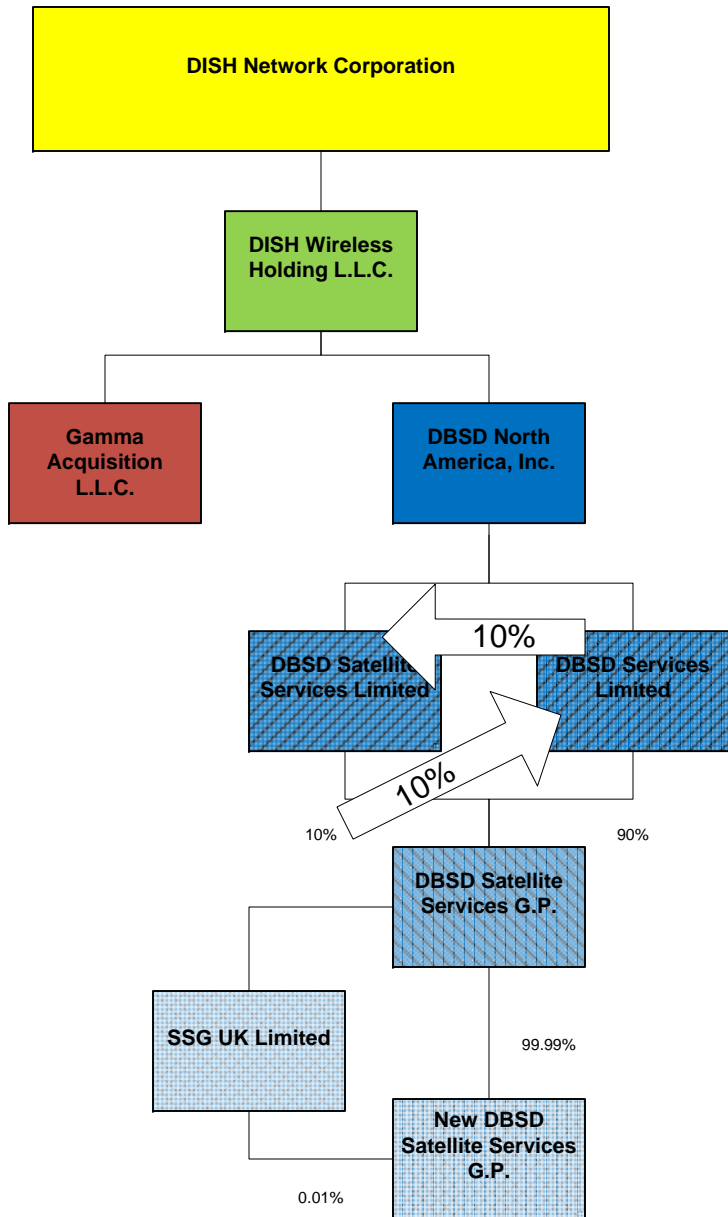 DISH Network Corporation
DISH Wireless
Holding L.L.C.
Gamma
Acquisition
L.L.C.
DBSD North
America, Inc.
10%
DBSD Satellite
Services Limited
DBSD Services
Limited
10%
10%
90%
DBSD Satellite
Services G.P.
SSG UK Limited
99.99%
New DBSD
Satellite Services
G.P.
0.01%